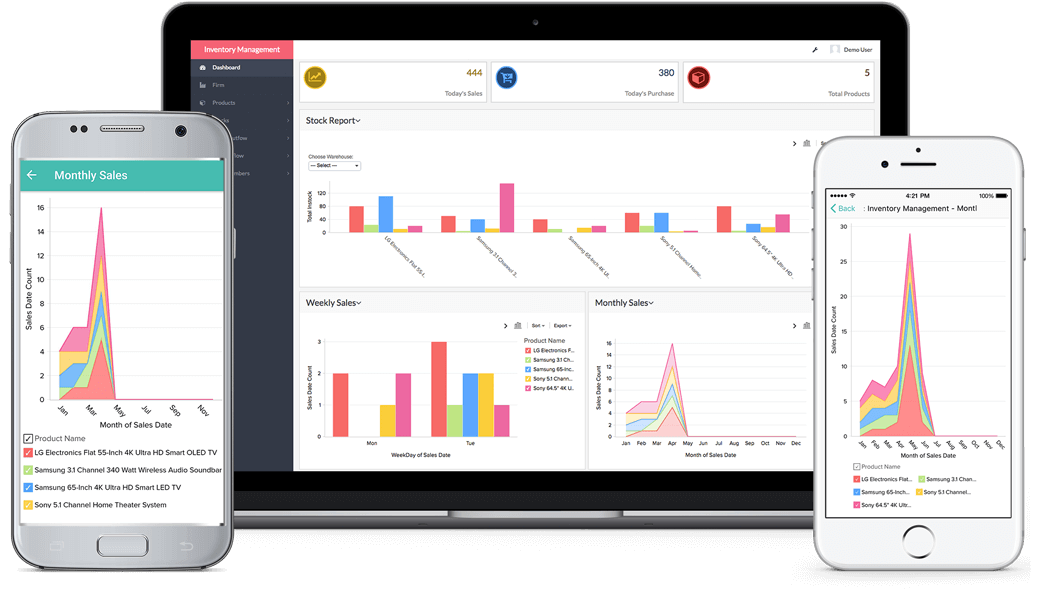 Inventory Management
Demo User
Dashboard
Firm
Products
444
Today's Sales
380
Today's Purchase
5
Total Products
Stock Report
Choose Warehouse:
--- Select ---
Total Instock
120
80
40
0
LG Electronics Flat 55-I..
Samsung 3.1 Channel 3..
Samsung 65-Inch 4K Ul..
Sony 5.1 Channel Home..
Sony 64.5" 4K Ultra HD ..
Weekly Sales
Sort
Export
Sales Date Count
3
2
1
0
Mon
Tue
WeekDay of Sales Date
Product Name
LG Electronics F...
Samsung 3.1 Ch...
Samsung 65-Inc..
Sony 5.1 Chann..
Sony 64.5" 4K U..
Monthly Sales
Sales Date Count
16
14
12
10
8
6
4
2
0
Jan Feb Mar Apr May Jun Jul Aug Sep Oct Nov Dec
Month of Sales Date
Monthly Sales
Sales Date Count
16
14
12
10
8
6
4
2
0
Jan Mar May Jul Sep Nov
Month of Sales Date
Product Name
LG Electronics Flat 55-Inch 4K Ultra HD Smart OLED TV
Samsung 3.1 Channel 340 Watt Wireless Audio Soundbar
Samsung 65-Inch 4K Ultra HD Smart LED TV
Sony 5.1 Channel Home Theater System
4:21 PM
100%
Back
: Inventory Management - Montl
Sales Date Count
30
25
20
15
10
5
0
Jan Feb Mar Apr May Jun Jul Aug Sep Oct Nov Dec
Month of Sales Date
Product Name
LG Electronics Flat...
Samsung 3.1 Chan...
Samsung 65-Inch...
Sony 5.1 Channel...
Sony 64.5" 4K Ultr...